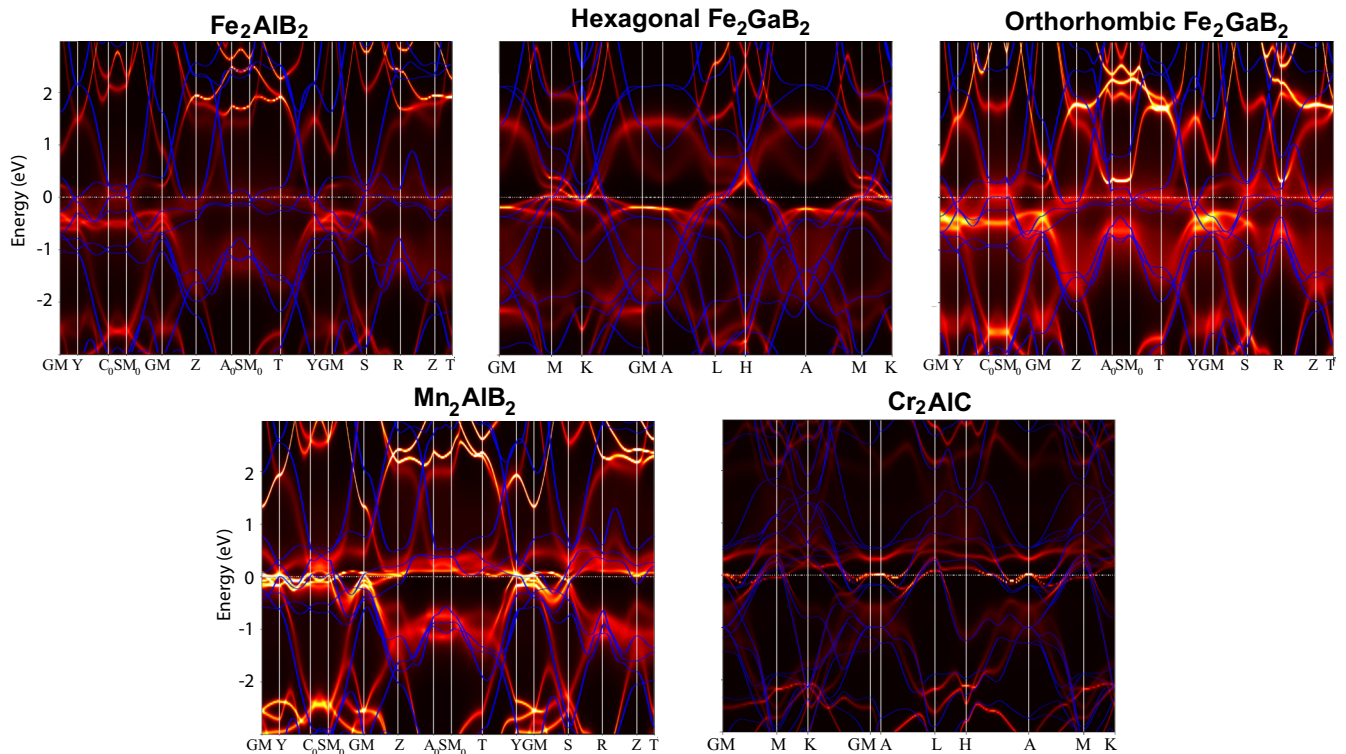 Fe₂AlB₂
Hexagonal Fe₂GaB₂
Orthorhombic Fe₂GaB₂
Energy (eV)
2
1
0
-1
-2
GM Y C₀SM₀ GM Z A₀SM₀ T YGM S R Z T
GM M K GM A L H A M K
GM Y C₀SM₀ GM Z A₀SM₀ T YGM S R Z T
Mn₂AlB₂
Cr₂AlC
Energy (eV)
2
1
0
-1
-2
GM Y C₀SM₀ GM Z A₀SM₀ T YGM S R Z T
GM M K GM A L H A M K